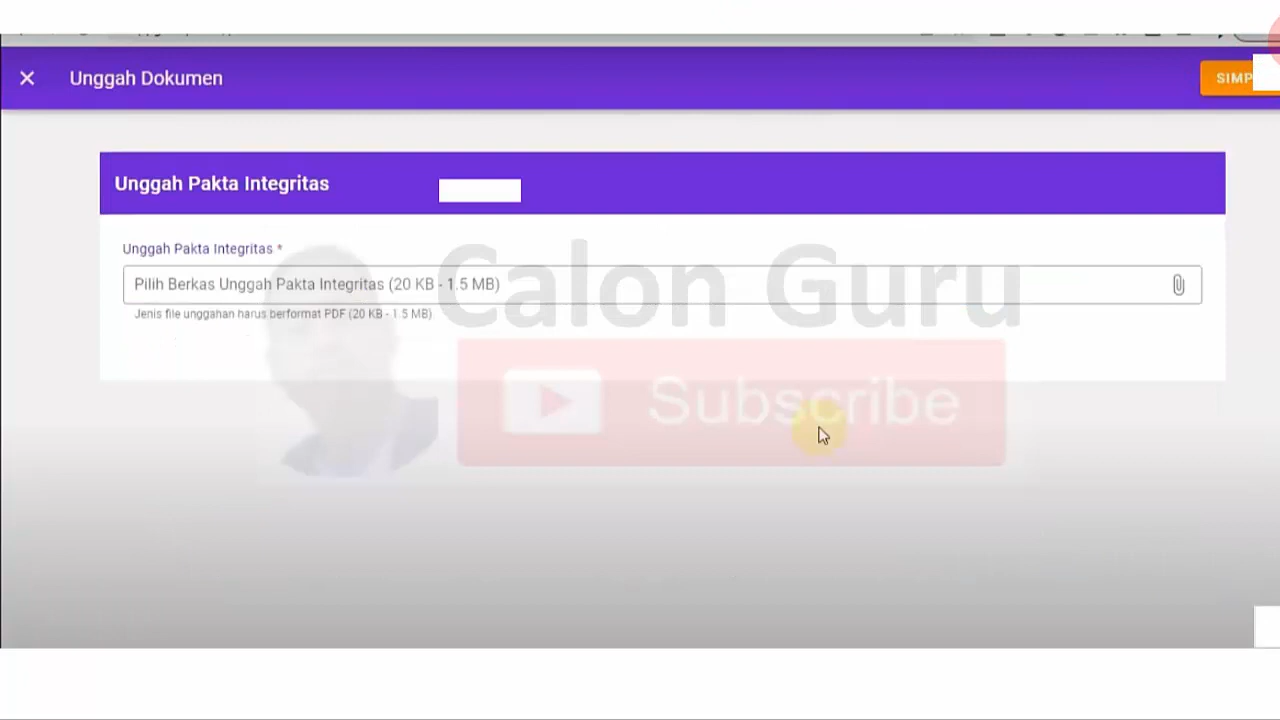 Unggah Dokumen
SIMP
Unggah Pakta Integritas
Unggah Pakta Integritas *
Pilih Berkas Unggah Pakta Integritas (20 KB - 1.5 MB)
Jenis file unggahan harus berformat PDF (20 KB - 1.5 MB)
Calon Guru
Subscribe